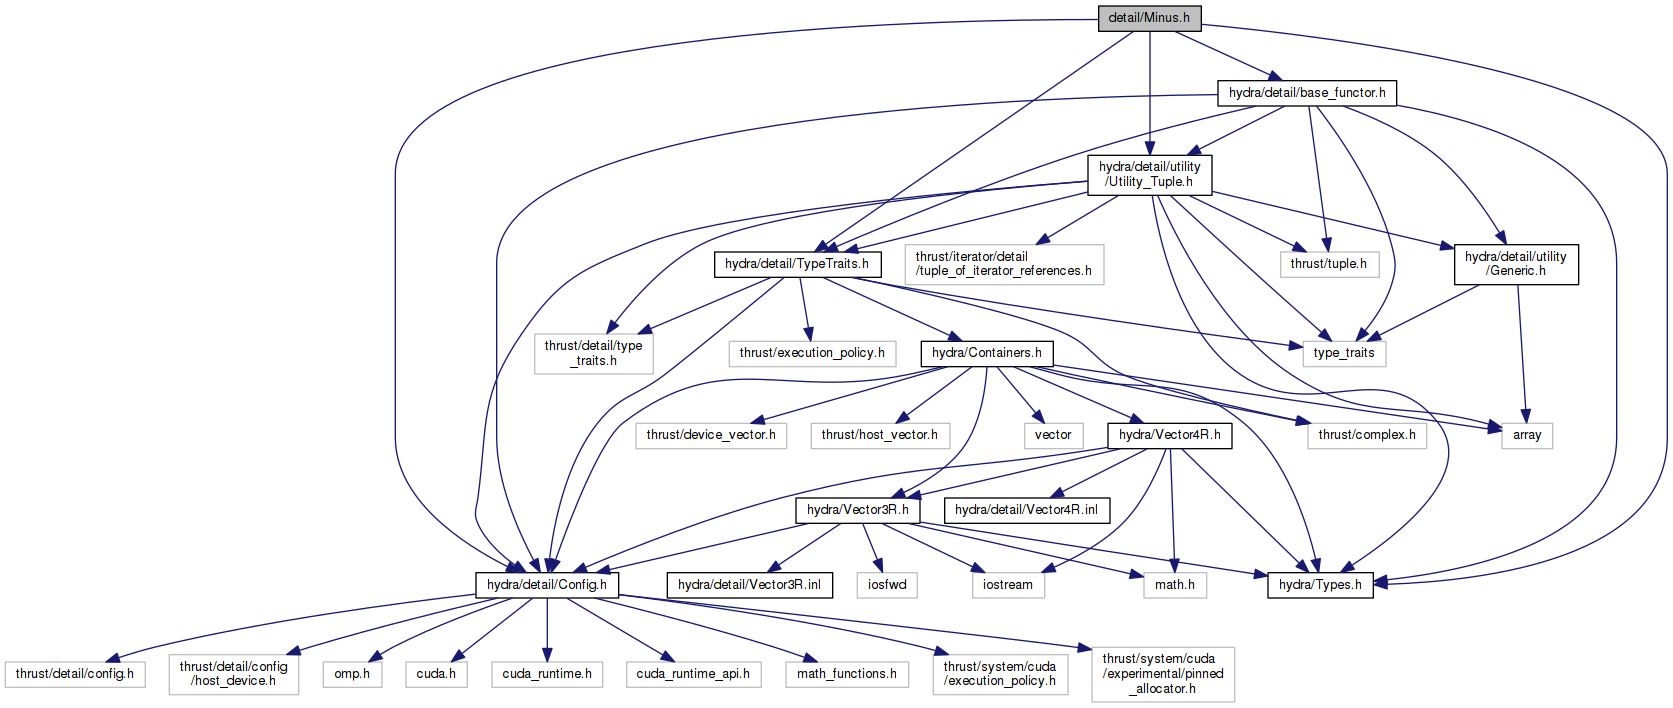 detail/Minus.h
hydra/detail/base_functor.h
hydra/detail/utility
/Utility_Tuple.h
hydra/detail/TypeTraits.h
thrust/iterator/detail
/tuple_of_iterator_references.h
thrust/tuple.h
hydra/detail/utility
/Generic.h
thrust/detail/type
_traits.h
thrust/execution_policy.h
hydra/Containers.h
type_traits
thrust/device_vector.h
thrust/host_vector.h
vector
hydra/Vector4R.h
thrust/complex.h
array
hydra/Vector3R.h
hydra/detail/Vector4R.inl
hydra/detail/Config.h
hydra/detail/Vector3R.inl
iosfwd
iostream
math.h
hydra/Types.h
thrust/detail/config.h
thrust/detail/config
/host_device.h
omp.h
cuda.h
cuda_runtime.h
cuda_runtime_api.h
math_functions.h
thrust/system/cuda
/execution_policy.h
thrust/system/cuda
/experimental/pinned
_allocator.h